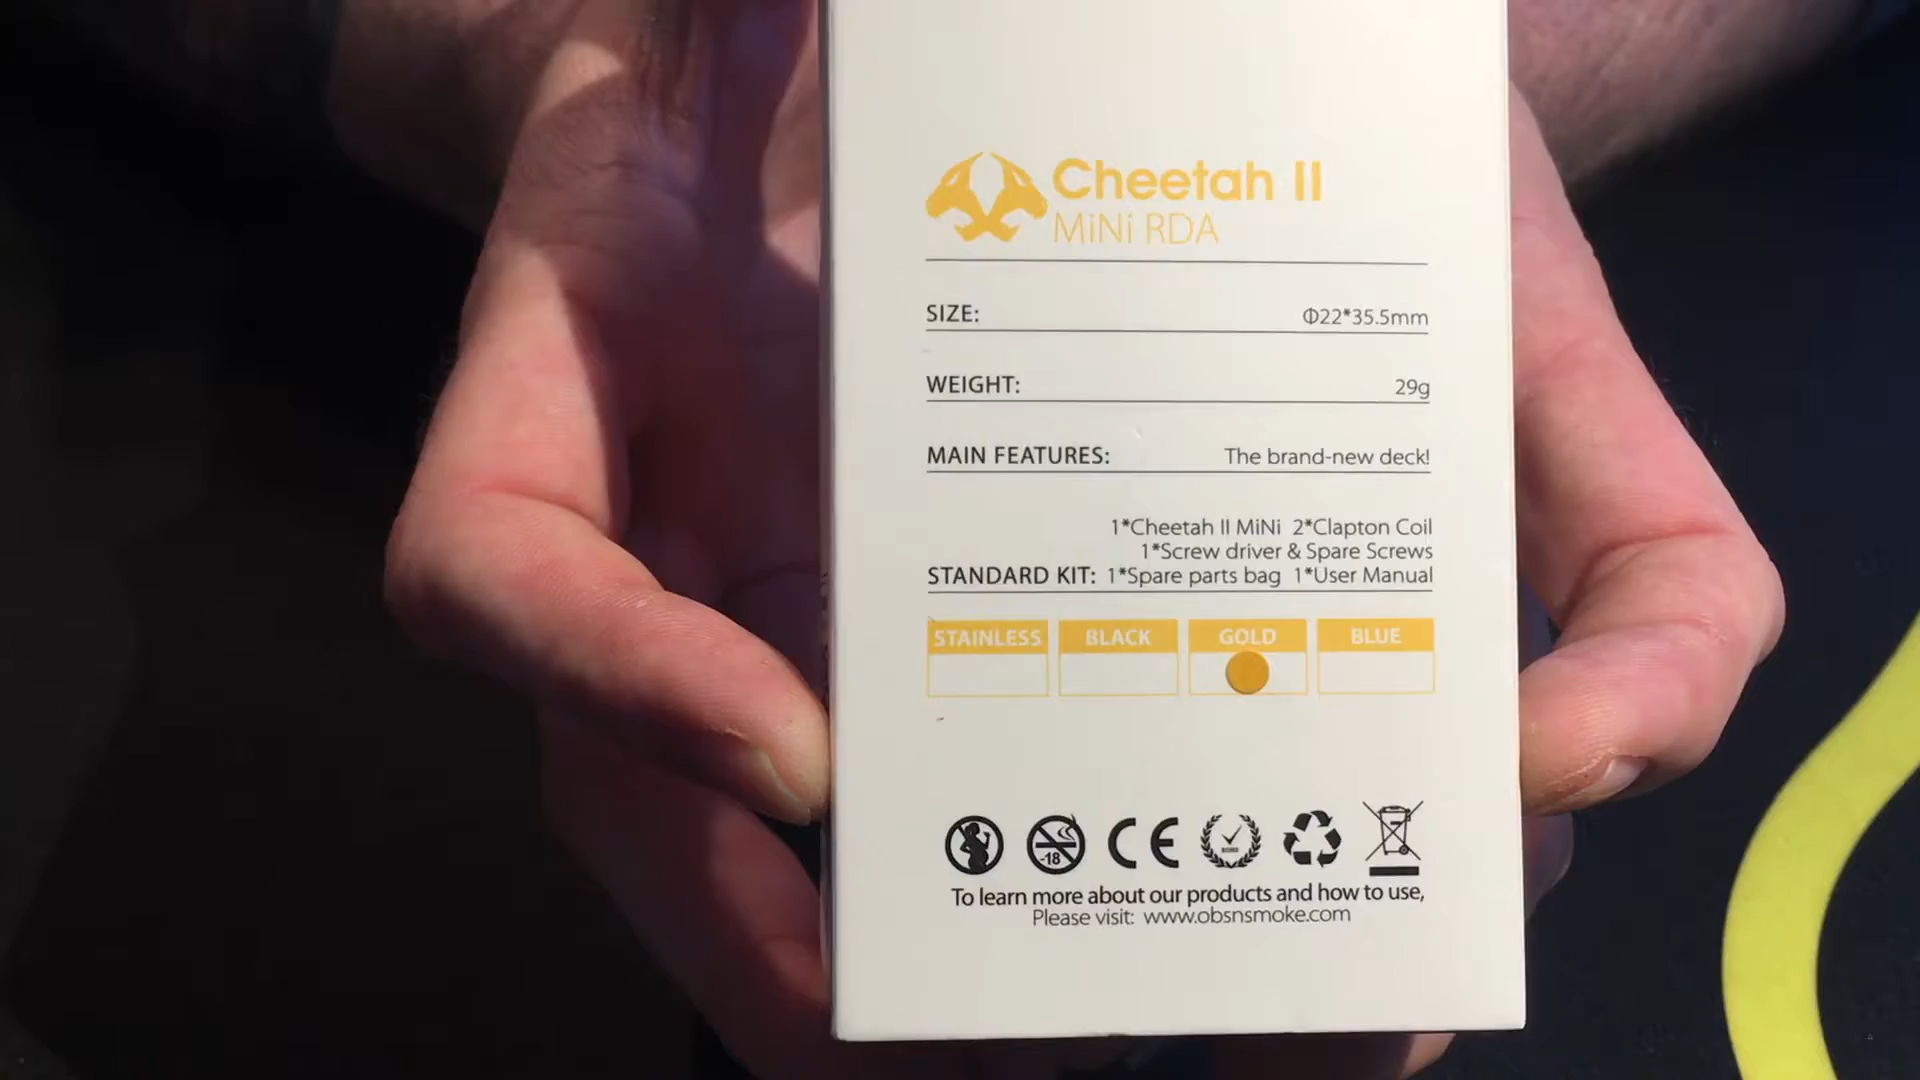 Cheetah II
MiNi RDA
SIZE: Φ22*35.5mm
WEIGHT: 29g
MAIN FEATURES: The brand-new deck!
1*Cheetah II MiNi 2*Clapton Coil
1*Screw driver & Spare Screws
STANDARD KIT: 1*Spare parts bag 1*User Manual
STAINLESS BLACK GOLD BLUE
-18 CE
To learn more about our products and how to use,
Please visit: www.obsnsmoke.com